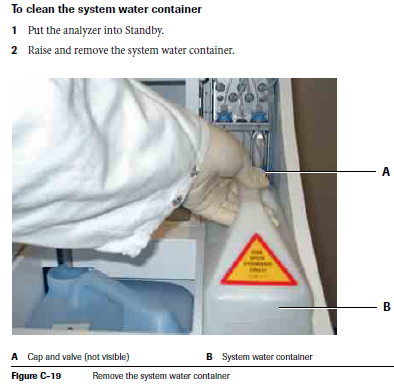 To clean the system water container
1 Put the analyzer into Standby.
2 Raise and remove the system water container.
A
B
A Cap and valve (not visible)
B System water container
Figure C-19 Remove the system water container